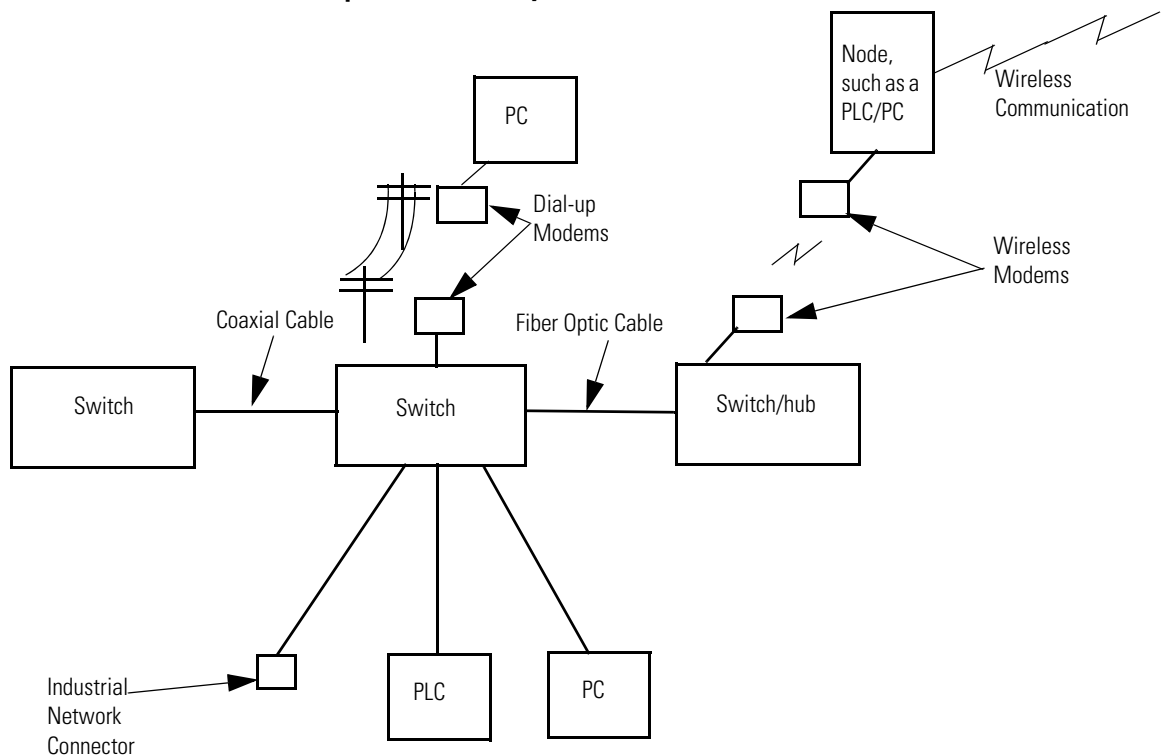 Node,
such as a
PLC/PC
Wireless
Communication
PC
Dial-up
Modems
Wireless
Modems
Coaxial Cable
Fiber Optic Cable
Switch
Switch
Switch/hub
Industrial
Network
Connector
PLC
PC